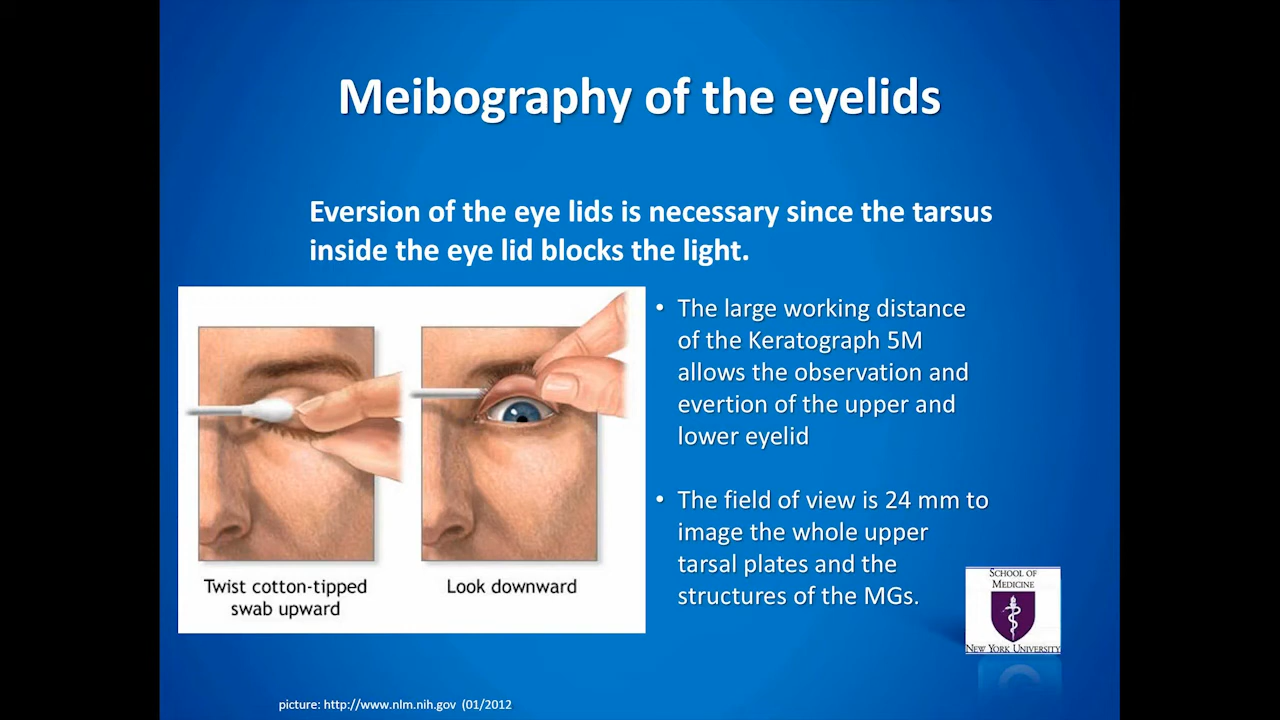 Meibography of the eyelids
Eversion of the eye lids is necessary since the tarsus
inside the eye lid blocks the light.
Twist cotton-tipped
swab upward
Look downward
• The large working distance
of the Keratograph 5M
allows the observation and
evertion of the upper and
lower eyelid
• The field of view is 24 mm to
image the whole upper
tarsal plates and the
structures of the MGs.
SCHOOL OF
MEDICINE
NEW YORK UNIVERSITY
picture: http://www.nlm.nih.gov (01/2012